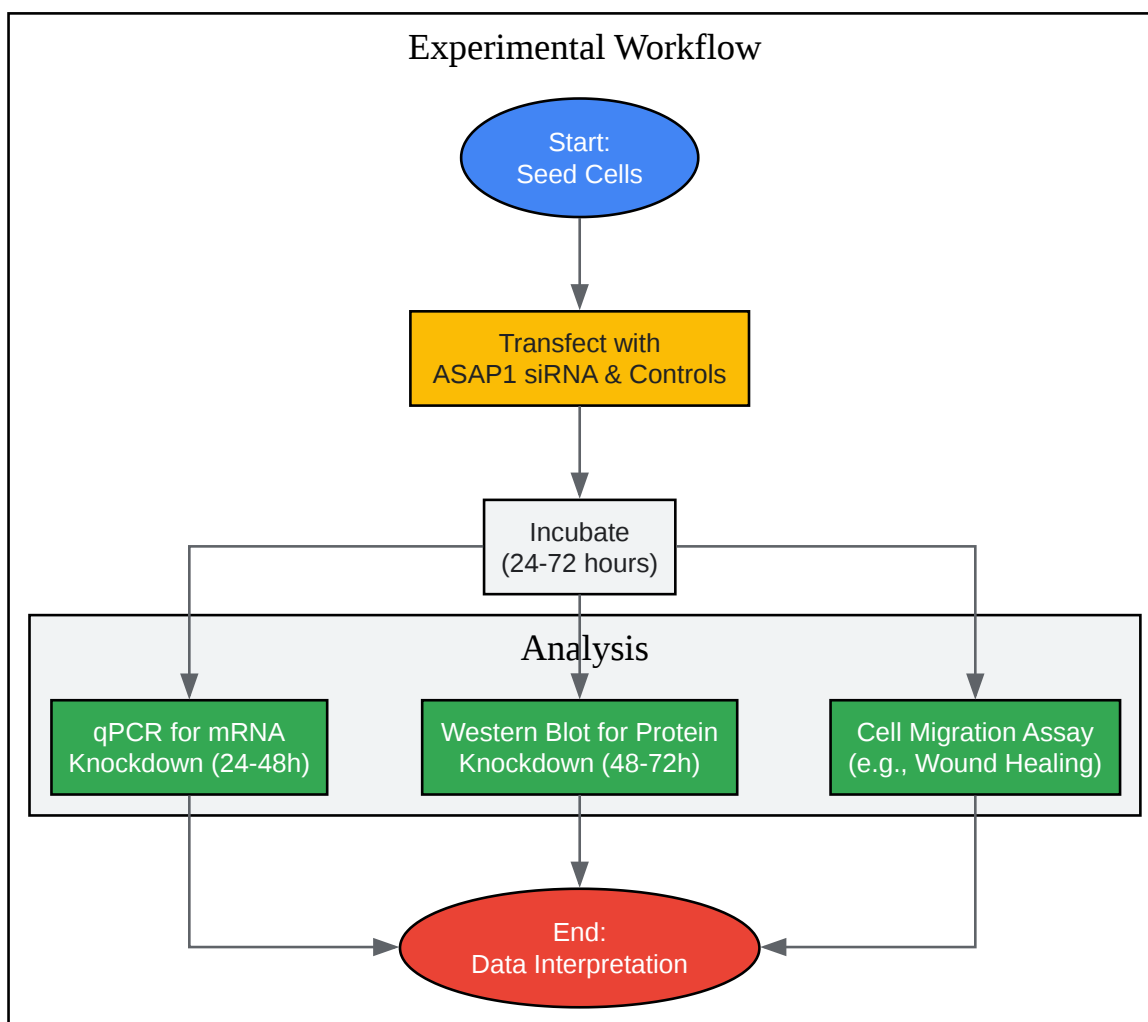 Experimental Workflow
Start:
Seed Cells
Transfect with
ASAP1 siRNA & Controls
Incubate
(24-72 hours)
Analysis
qPCR for mRNA
Knockdown (24-48h)
Western Blot for Protein
Knockdown (48-72h)
Cell Migration Assay
(e.g., Wound Healing)
End:
Data Interpretation